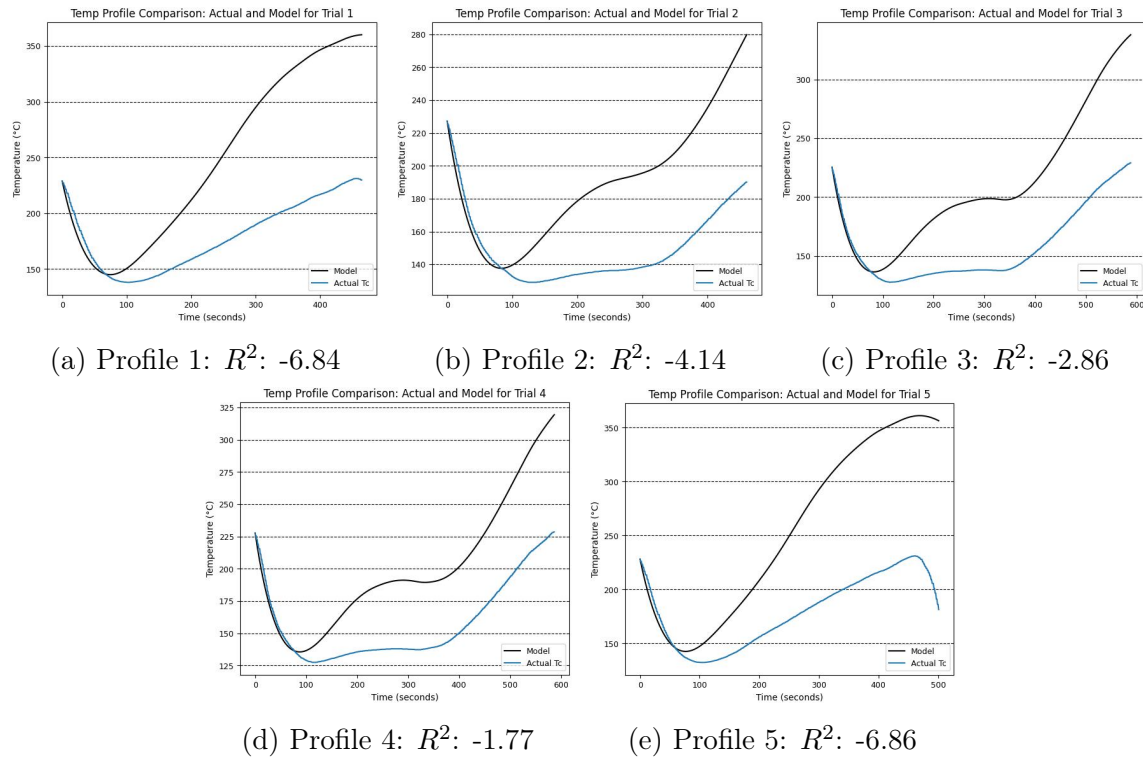 Temp Profile Comparison: Actual and Model for Trial 1
350
300
250
200
150
Temperature (°C)
0
100
200
300
400
Time (seconds)
Model
Actual Tc
(a) Profile 1: R²: -6.84
Temp Profile Comparison: Actual and Model for Trial 2
280
260
240
220
200
180
160
140
Temperature (°C)
0
100
200
300
400
Time (seconds)
Model
Actual Tc
(b) Profile 2: R²: -4.14
Temp Profile Comparison: Actual and Model for Trial 3
300
250
200
150
Temperature (°C)
0
100
200
300
400
500
600
Time (seconds)
Model
Actual Tc
(c) Profile 3: R²: -2.86
Temp Profile Comparison: Actual and Model for Trial 4
325
300
275
250
225
200
175
150
125
Temperature (°C)
0
100
200
300
400
500
600
Time (seconds)
Model
Actual Tc
(d) Profile 4: R²: -1.77
Temp Profile Comparison: Actual and Model for Trial 5
350
300
250
200
150
Temperature (°C)
0
100
200
300
400
500
Time (seconds)
Model
Actual Tc
(e) Profile 5: R²: -6.86